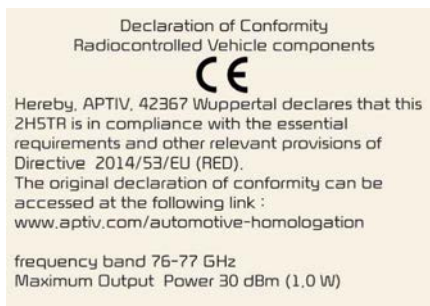 Declaration of Conformity
Radiocontrolled Vehicle components
CE
Hereby, APTIV, 42367 Wuppertal declares that this
2H5TR is in compliance with the essential
requirements and other relevant provisions of
Directive 2014/53/EU (RED).
The original declaration of conformity can be
accessed at the following link :
www.aptiv.com/automotive-homologation
frequency band 76-77 GHz
Maximum Output Power 30 dBm (1,0 W)